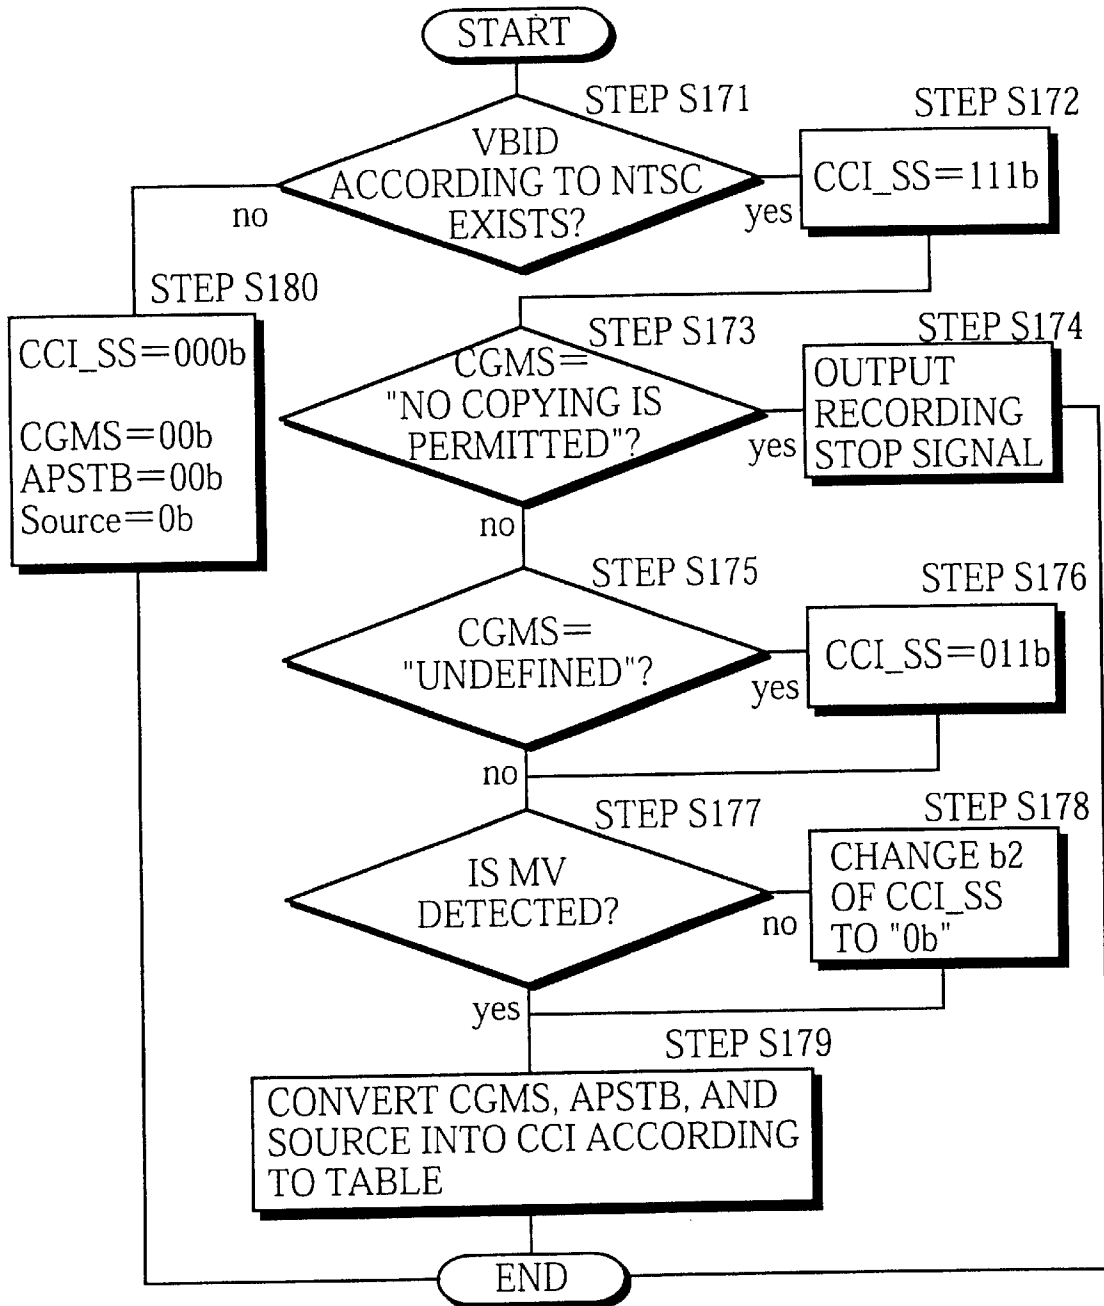 START
STEP S171
VBID
ACCORDING TO NTSC
EXISTS?
no
yes
STEP S172
CCI_SS=111b
STEP S180
CCI_SS=000b
CGMS=00b
APSTB=00b
Source=0b
STEP S173
CGMS=
"NO COPYING IS
PERMITTED"?
yes
no
STEP S174
OUTPUT
RECORDING
STOP SIGNAL
STEP S175
CGMS=
"UNDEFINED"?
yes
no
STEP S176
CCI_SS=011b
STEP S177
IS MV
DETECTED?
no
yes
STEP S178
CHANGE b2
OF CCI_SS
TO "0b"
STEP S179
CONVERT CGMS, APSTB, AND
SOURCE INTO CCI ACCORDING
TO TABLE
END